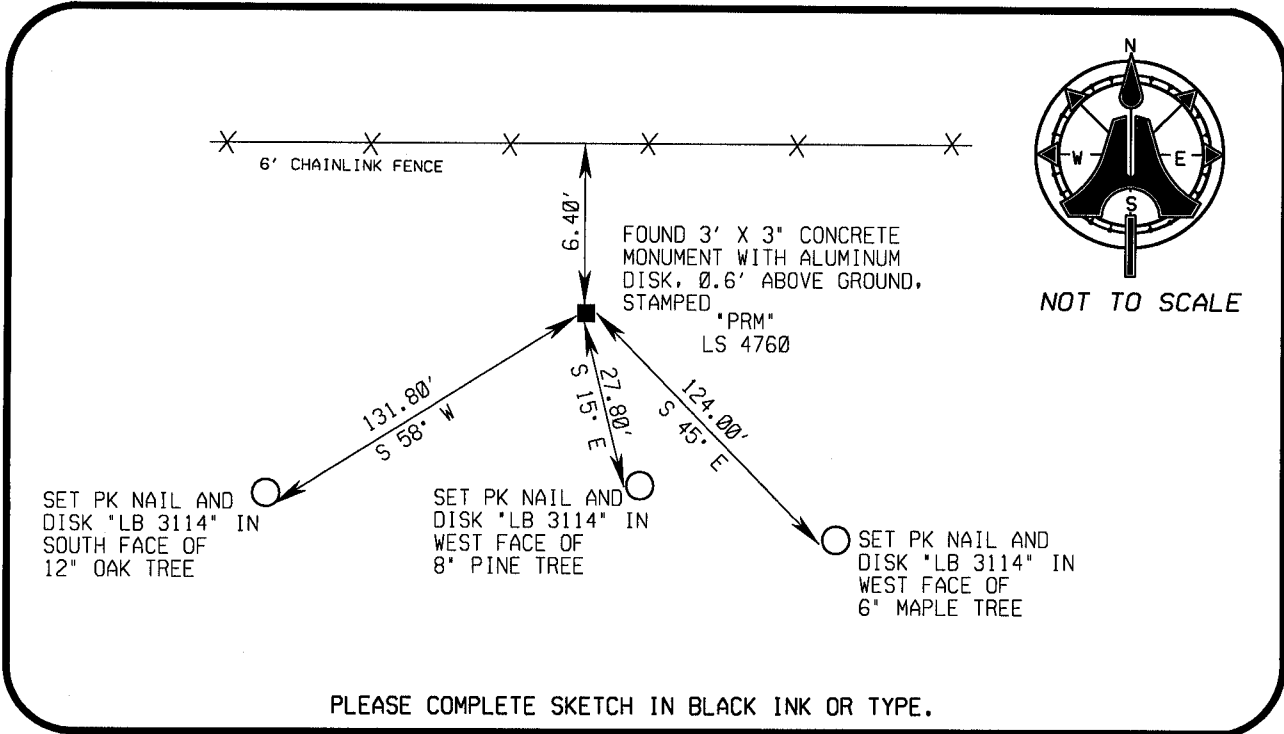 N
W E
S
NOT TO SCALE
6' CHAINLINK FENCE
6.40'
FOUND 3' X 3" CONCRETE
MONUMENT WITH ALUMINUM
DISK, 0.6' ABOVE GROUND,
STAMPED
"PRM"
LS 4760
131.80'
S 58° W
27.80'
S 15° E
124.00'
S 45° E
SET PK NAIL AND
DISK "LB 3114" IN
SOUTH FACE OF
12" OAK TREE
SET PK NAIL AND
DISK "LB 3114" IN
WEST FACE OF
8" PINE TREE
SET PK NAIL AND
DISK "LB 3114" IN
WEST FACE OF
6" MAPLE TREE
PLEASE COMPLETE SKETCH IN BLACK INK OR TYPE.